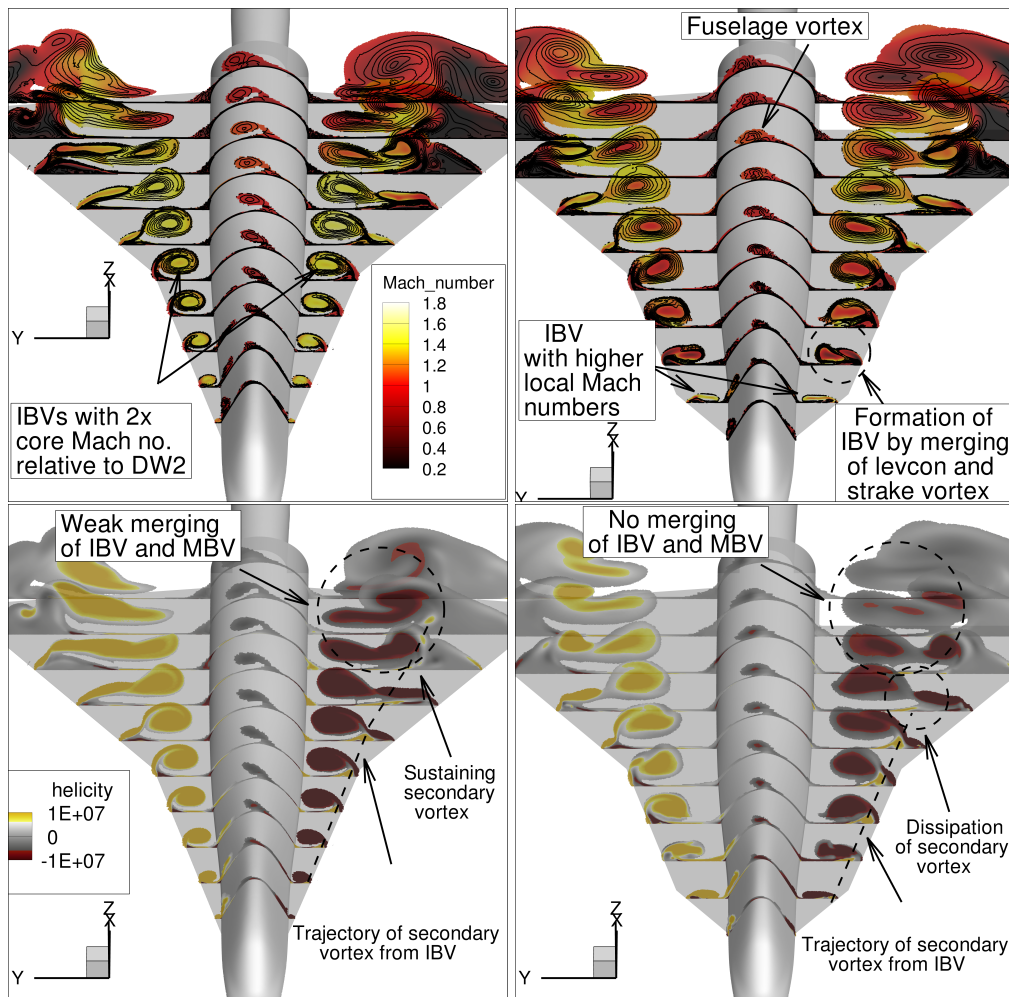 Fuselage vortex
Z
X
Y
Mach_number
1.8
1.6
1.4
1.2
1
0.8
0.6
0.4
0.2
IBVs with 2x
core Mach no.
relative to DW2
IBV
with higher
local Mach
numbers
Z
X
Y
Formation of
IBV by merging
of levcon and
strake vortex
Weak merging
of IBV and MBV
helicity
1E+07
0
-1E+07
Sustaining
secondary
vortex
Trajectory of secondary
vortex from IBV
Z
X
Y
No merging
of IBV and MBV
Dissipation
of secondary
vortex
Trajectory of secondary
vortex from IBV
Z
X
Y